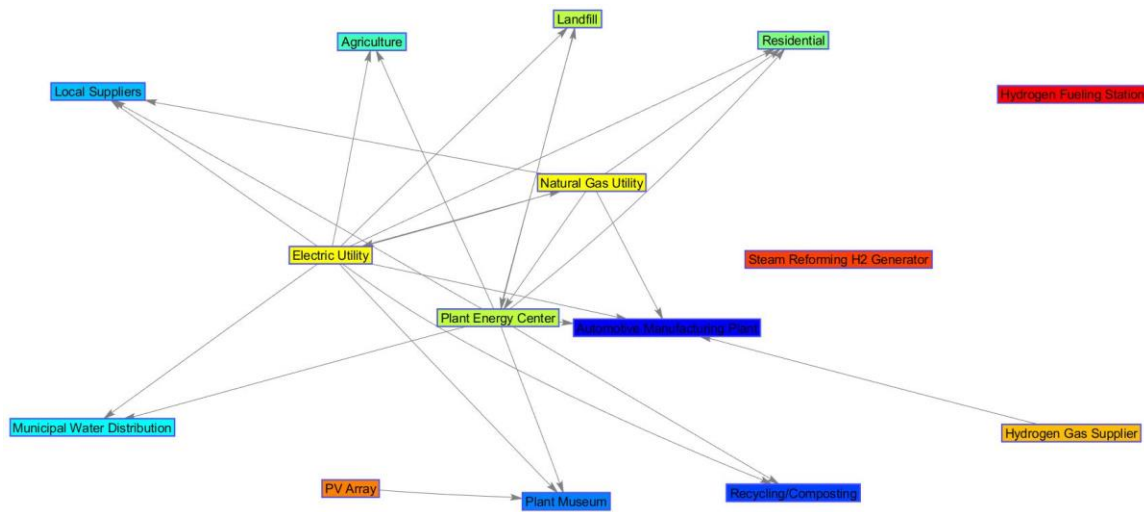 Landfill
Agriculture
Residential
Local Suppliers
Hydrogen Fueling Station
Natural Gas Utility
Electric Utility
Steam Reforming H2 Generator
Plant Energy Center
Automotive Manufacturing Plant
Municipal Water Distribution
Hydrogen Gas Supplier
PV Array
Plant Museum
Recycling/Composting